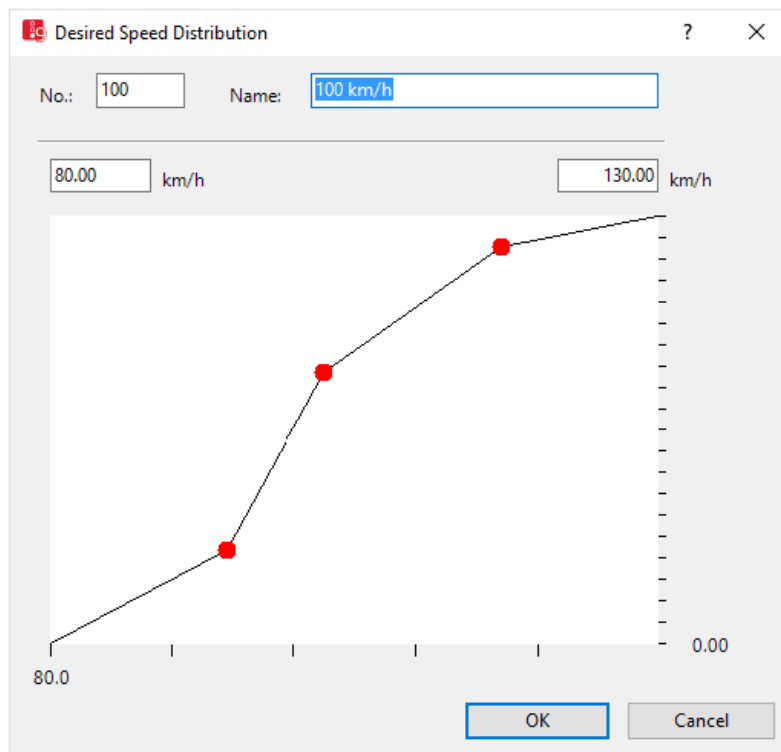 Desired Speed Distribution ?
No.: 100 Name: 100 km/h
80.00 km/h 130.00 km/h
0.00
80.0
OK Cancel